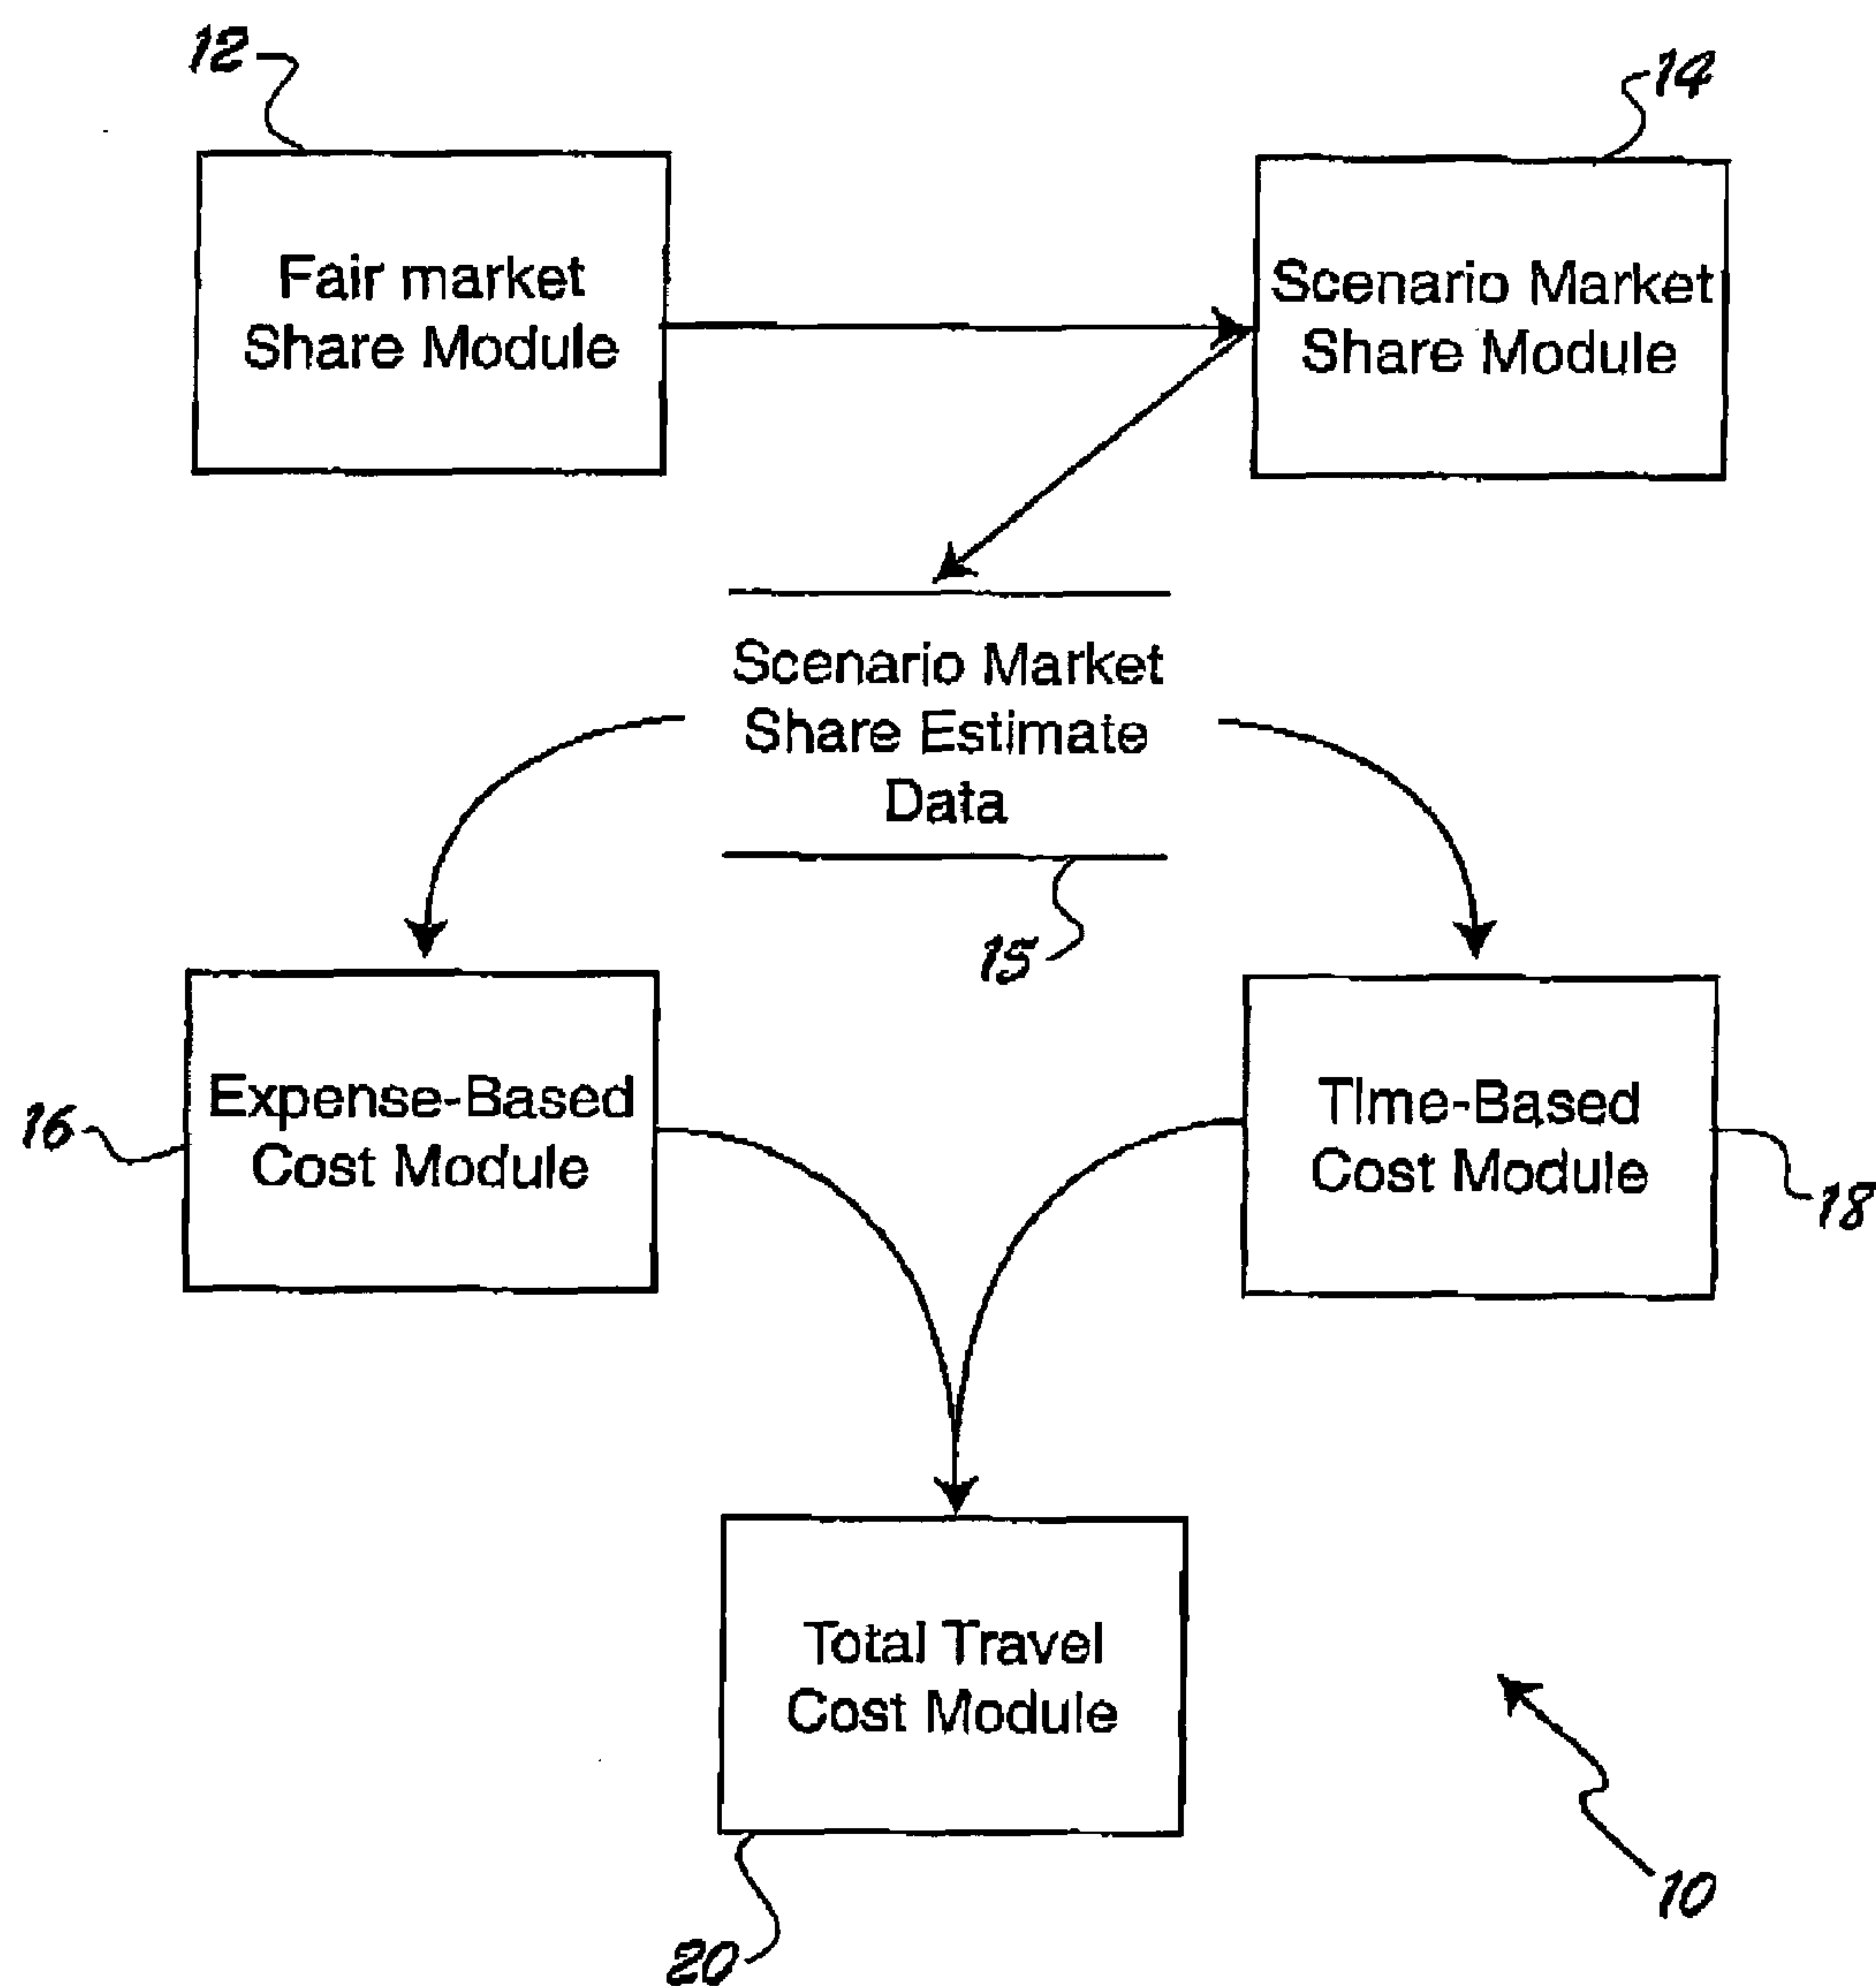 12
14
Fair market
Share Module
Scenario Market
Share Module
Scenario Market
Share Estimate
Data
15
Expense-Based
Cost Module
16
Time-Based
Cost Module
18
Total Travel
Cost Module
10
20